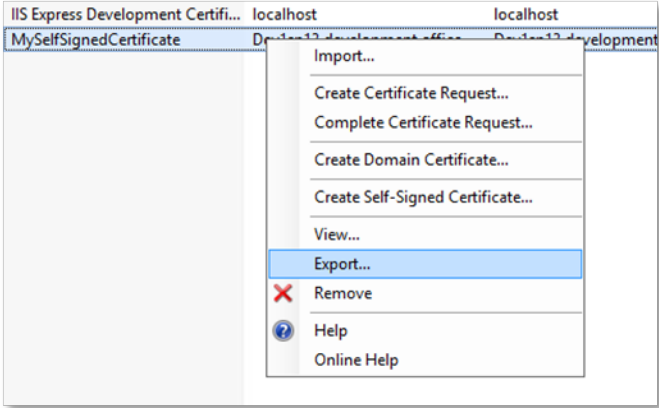 IIS Express Development Certifi... localhost localhost
MySelfSignedCertificate development
Import...
Create Certificate Request...
Complete Certificate Request...
Create Domain Certificate...
Create Self-Signed Certificate...
View...
Export...
Remove
Help
Online Help